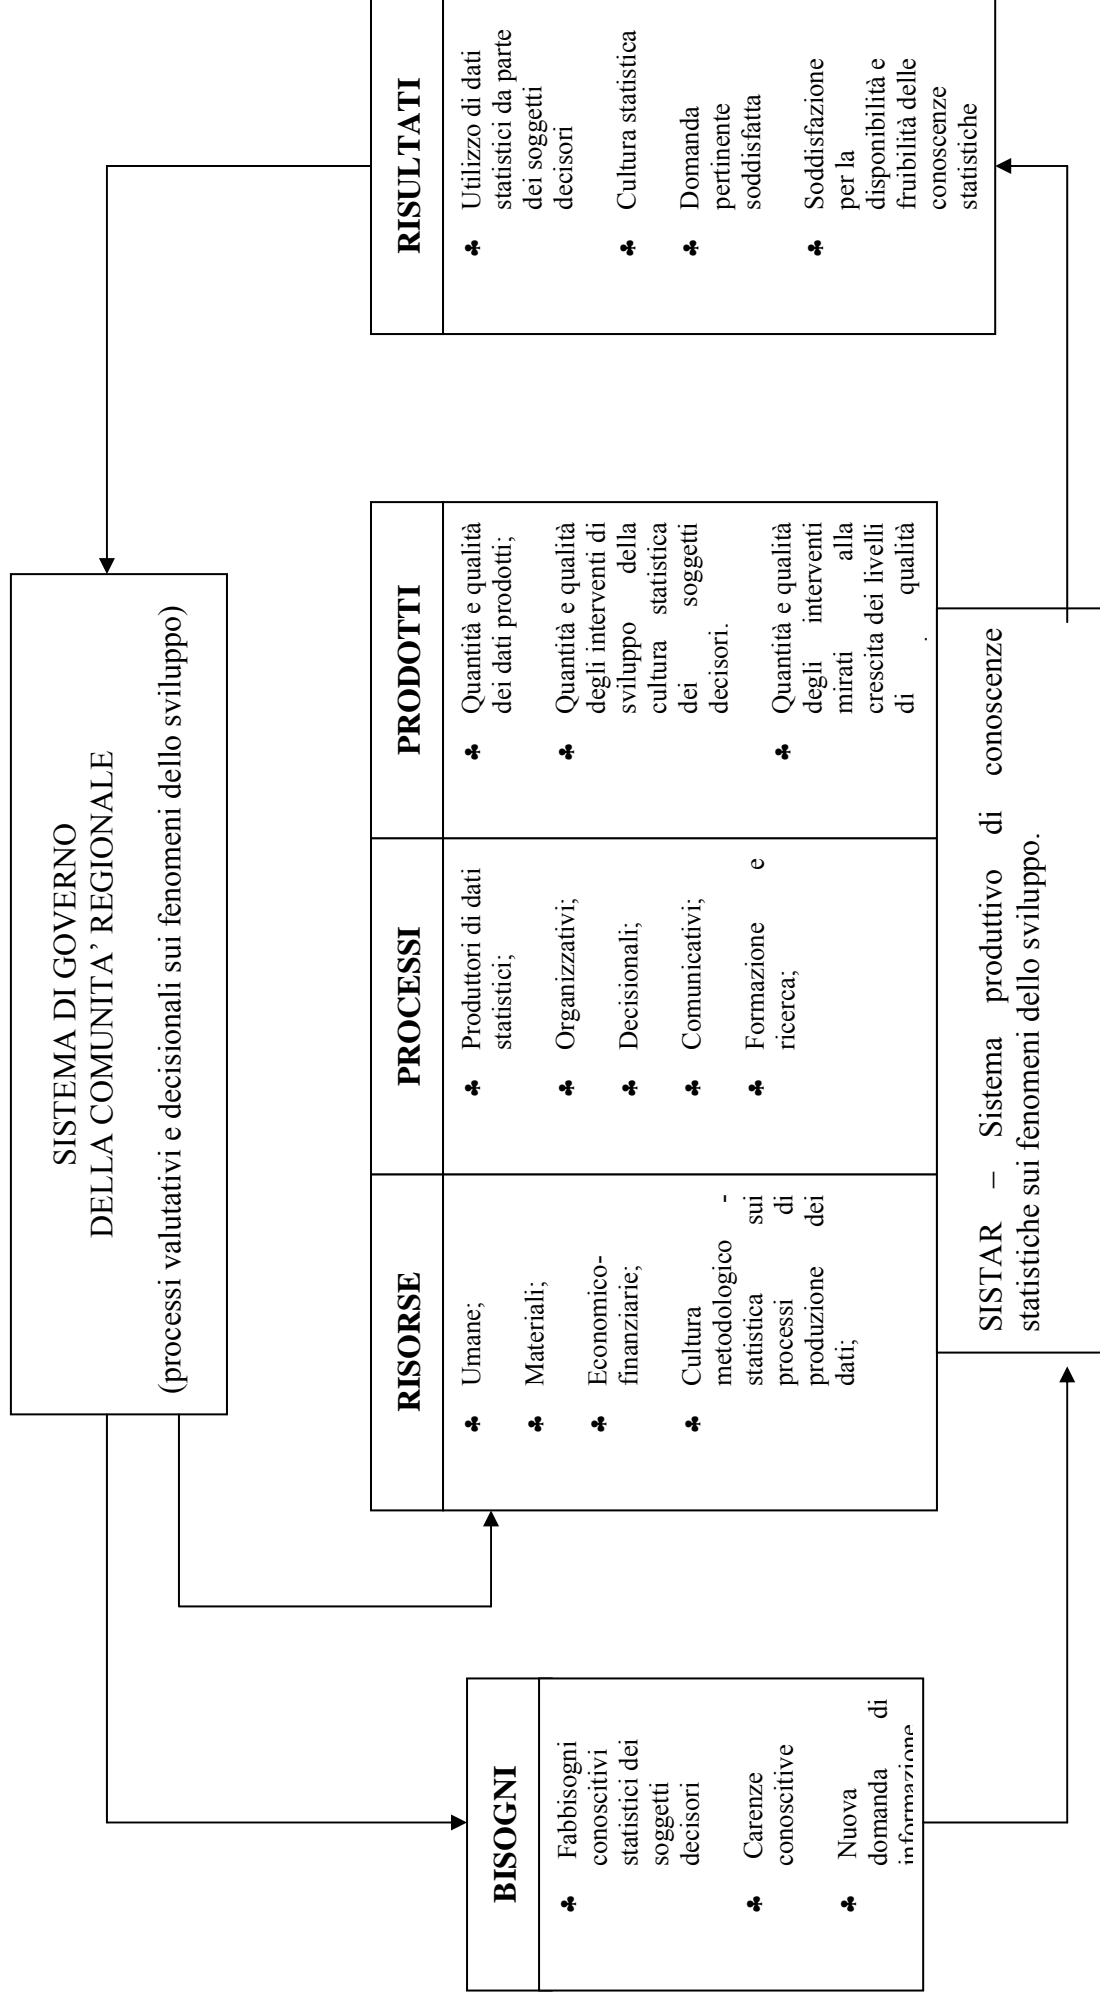 SISTEMA DI GOVERNO
DELLA COMUNITA’ REGIONALE
(processi valutativi e decisionali sui fenomeni dello sviluppo)
BISOGNI
♣ Fabbisogni
conoscitivi
statistici dei
soggetti
decisori
♣ Carenze
conoscitive
♣ Nuova
domanda di
informazione
RISORSE
♣ Umane;
♣ Materiali;
♣ Economico-
finanziarie;
♣ Cultura
metodologico -
statistica sui
processi di
produzione dei
dati;
PROCESSI
♣ Produttori di dati
statistici;
♣ Organizzativi;
♣ Decisionali;
♣ Comunicativi;
♣ Formazione e
ricerca;
PRODOTTI
♣ Quantità e qualità
dei dati prodotti;
♣ Quantità e qualità
degli interventi di
sviluppo della
cultura statistica
dei soggetti
decisori.
♣ Quantità e qualità
degli interventi
mirati alla
crescita dei livelli
di qualità
SISTAR – Sistema produttivo di conoscenze
statistiche sui fenomeni dello sviluppo.
RISULTATI
♣ Utilizzo di dati
statistici da parte
dei soggetti
decisori
♣ Cultura statistica
♣ Domanda
pertinente
soddisfatta
♣ Soddisfazione
per la
disponibilità e
fruibilità delle
conoscenze
statistiche